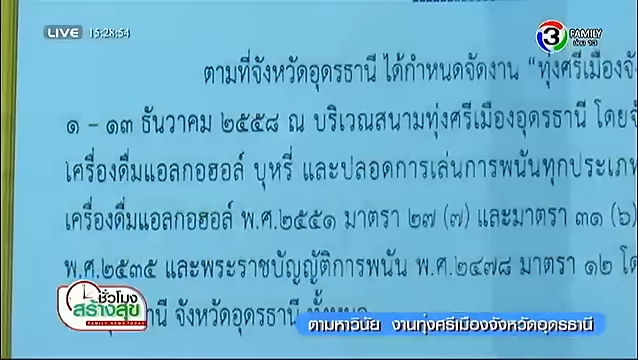 LIVE 15:28:54
3 FAMILY
ช่อง 13
ตามที่จังหวัดอุดรธานี ได้กำหนดจัดงาน “ทุ่งศรีเมืองจัง
๑ – ๑๓ ธันวาคม ๒๕๕๘ ณ บริเวณสนามทุ่งศรีเมืองอุดรธานี โดยจั
เครื่องดื่มแอลกอฮอล์ บุหรี่ และปลอดการเล่นการพนันทุกประเภท
เครื่องดื่มแอลกอฮอล์ พ.ศ.๒๕๕๑ มาตรา ๒๗ (๗) และมาตรา ๓๑ (๖)
พ.ศ.๒๕๓๕ และพระราชบัญญัติการพนัน พ.ศ.๒๔๗๘ มาตรา ๑๒ โด
ธานี จังหวัดอุดรธานี
ชั่วโมง
สร้างสุข
FAMILY NEWS TODAY
ตามหาวินัย งานทุ่งศรีเมืองจังหวัดอุดรธานี